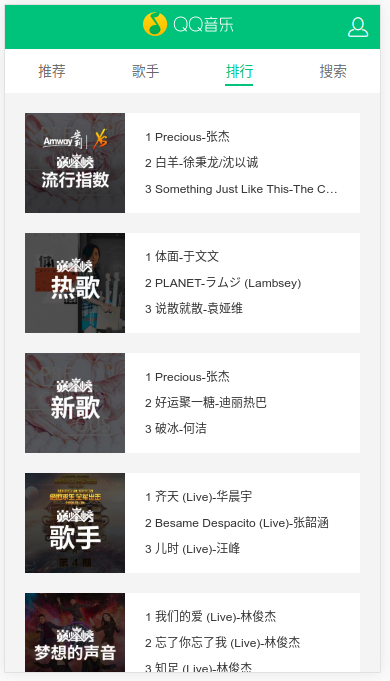 QQ音乐
推荐 歌手 排行 搜索
Amway 安利 | XS
巅峰榜
流行指数
1 Precious-张杰
2 白羊-徐秉龙/沈以诚
3 Something Just Like This-The C…
巅峰榜
热歌
1 体面-于文文
2 PLANET-ラムジ (Lambsey)
3 说散就散-袁娅维
巅峰榜
新歌
1 Precious-张杰
2 好运聚一糖-迪丽热巴
3 破冰-何洁
巅峰榜
歌手
第4期
1 齐天 (Live)-华晨宇
2 Besame Despacito (Live)-张韶涵
3 儿时 (Live)-汪峰
巅峰榜
梦想的声音
1 我们的爱 (Live)-林俊杰
2 忘了你忘了我 (Live)-林俊杰
3 知足 (Live)-林俊杰